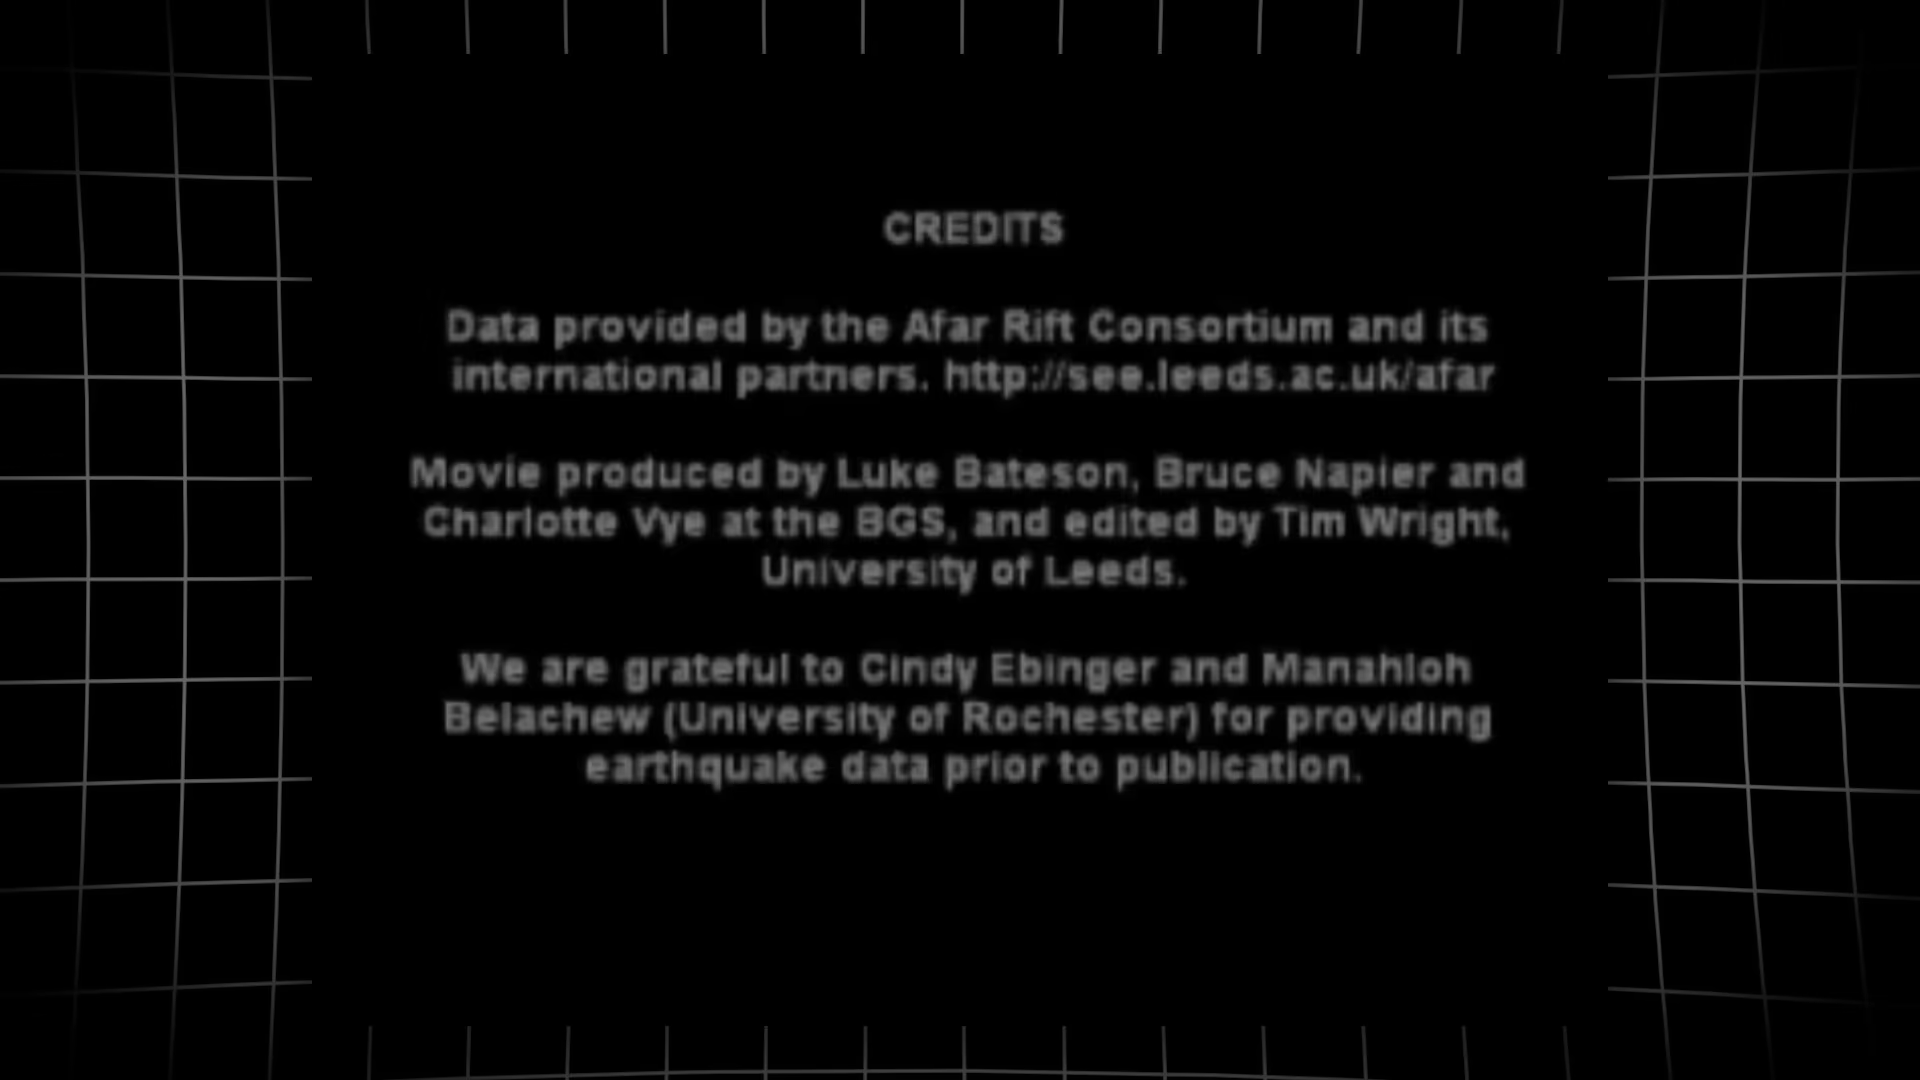 CREDITS
Data provided by the Afar Rift Consortium and its
international partners. http://see.leeds.ac.uk/afar
Movie produced by Luke Bateson, Bruce Napier and
Charlotte Vye at the BGS, and edited by Tim Wright,
University of Leeds.
We are grateful to Cindy Ebinger and Manahloh
Belachew (University of Rochester) for providing
earthquake data prior to publication.